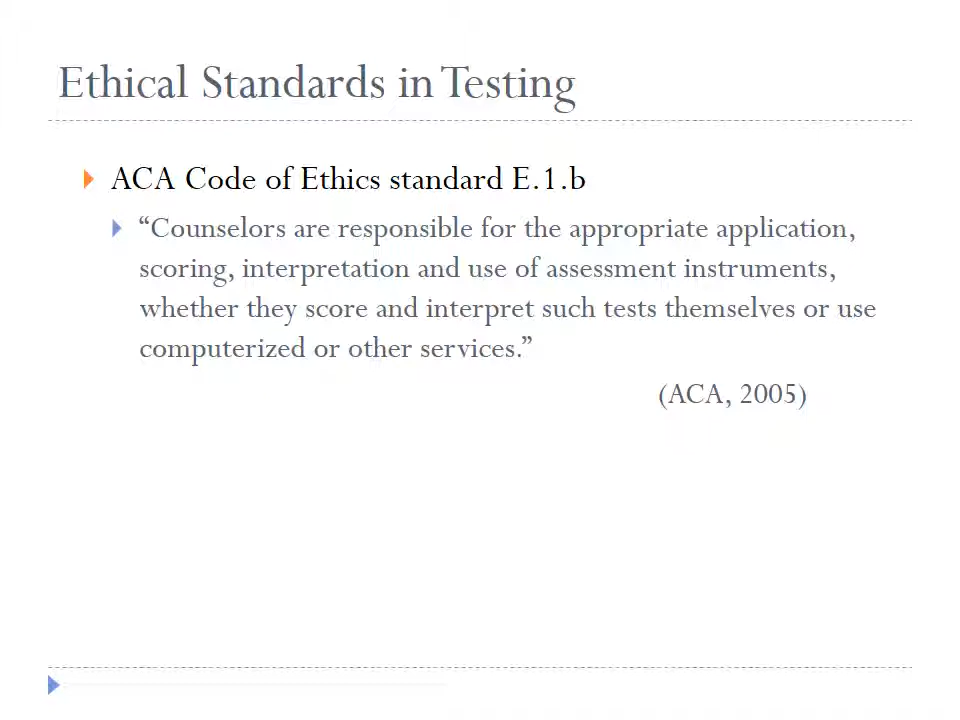 Ethical Standards in Testing
ACA Code of Ethics standard E.1.b
“Counselors are responsible for the appropriate application,
scoring, interpretation and use of assessment instruments,
whether they score and interpret such tests themselves or use
computerized or other services.”
(ACA, 2005)